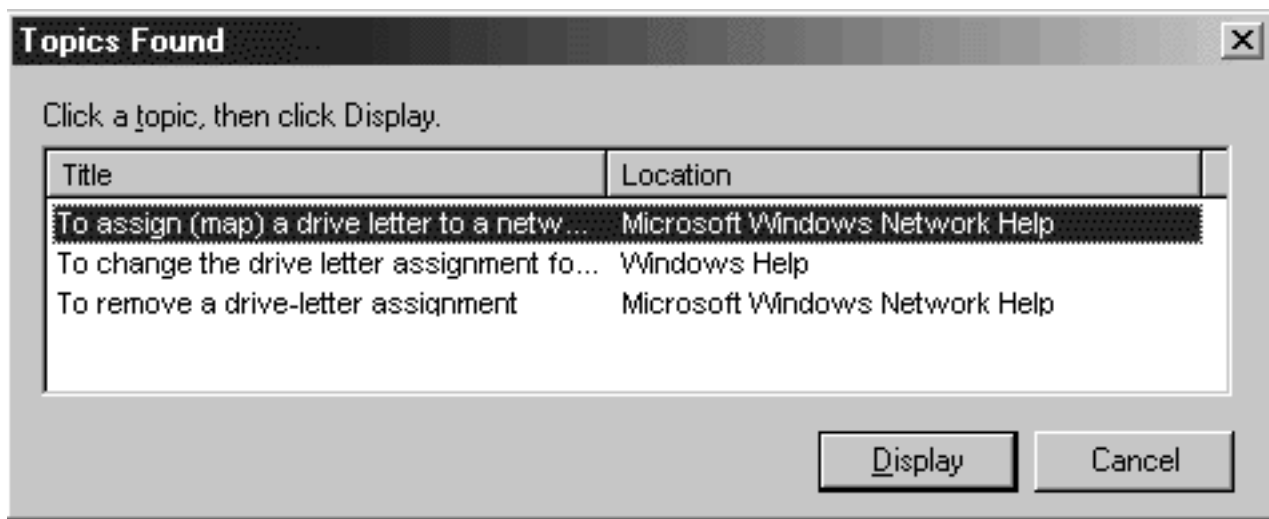 Topics Found
Click a topic, then click Display.
Title Location
To assign (map) a drive letter to a netw... Microsoft Windows Network Help
To change the drive letter assignment fo... Windows Help
To remove a drive-letter assignment Microsoft Windows Network Help
Display Cancel